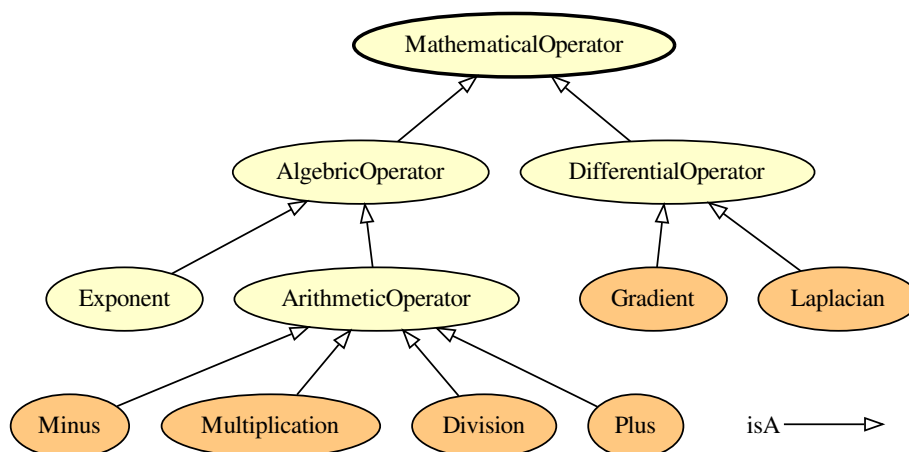 MathematicalOperator
AlgebricOperator
DifferentialOperator
Exponent
ArithmeticOperator
Gradient
Laplacian
Minus
Multiplication
Division
Plus
isA